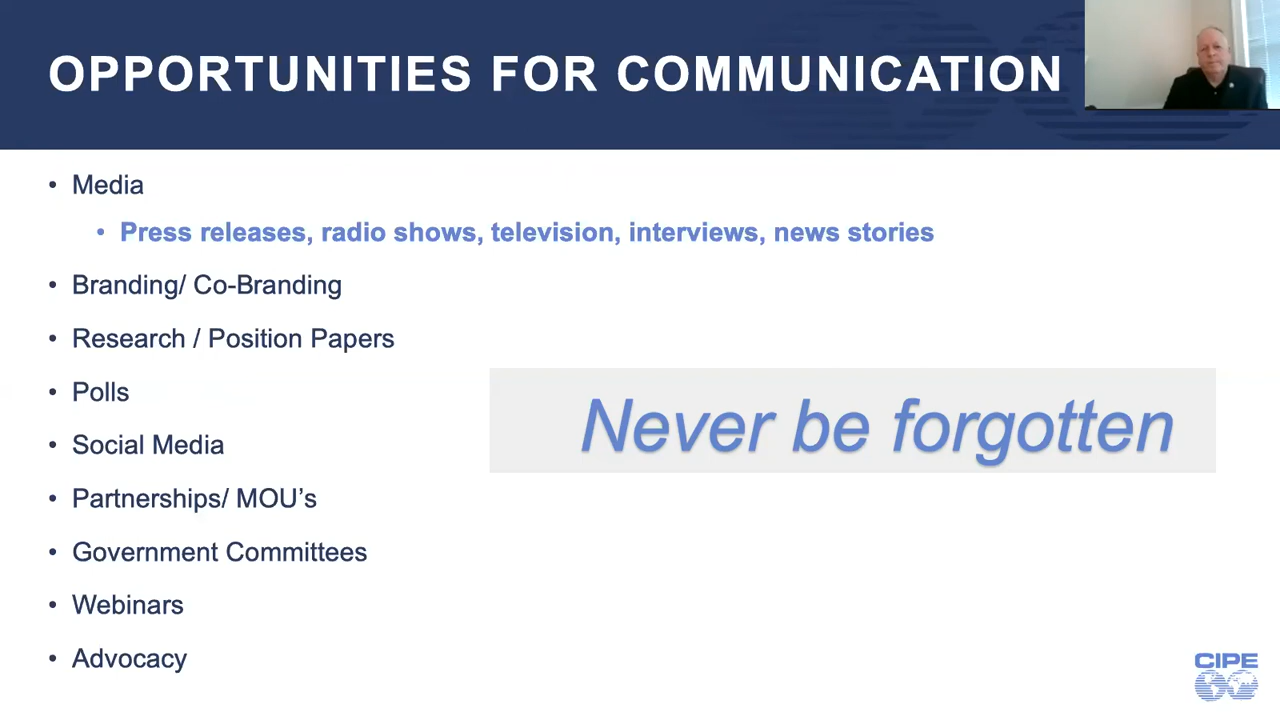 OPPORTUNITIES FOR COMMUNICATION
• Media
• Press releases, radio shows, television, interviews, news stories
• Branding/ Co-Branding
• Research / Position Papers
• Polls
• Social Media
• Partnerships/ MOU’s
• Government Committees
• Webinars
• Advocacy
Never be forgotten
CIPE